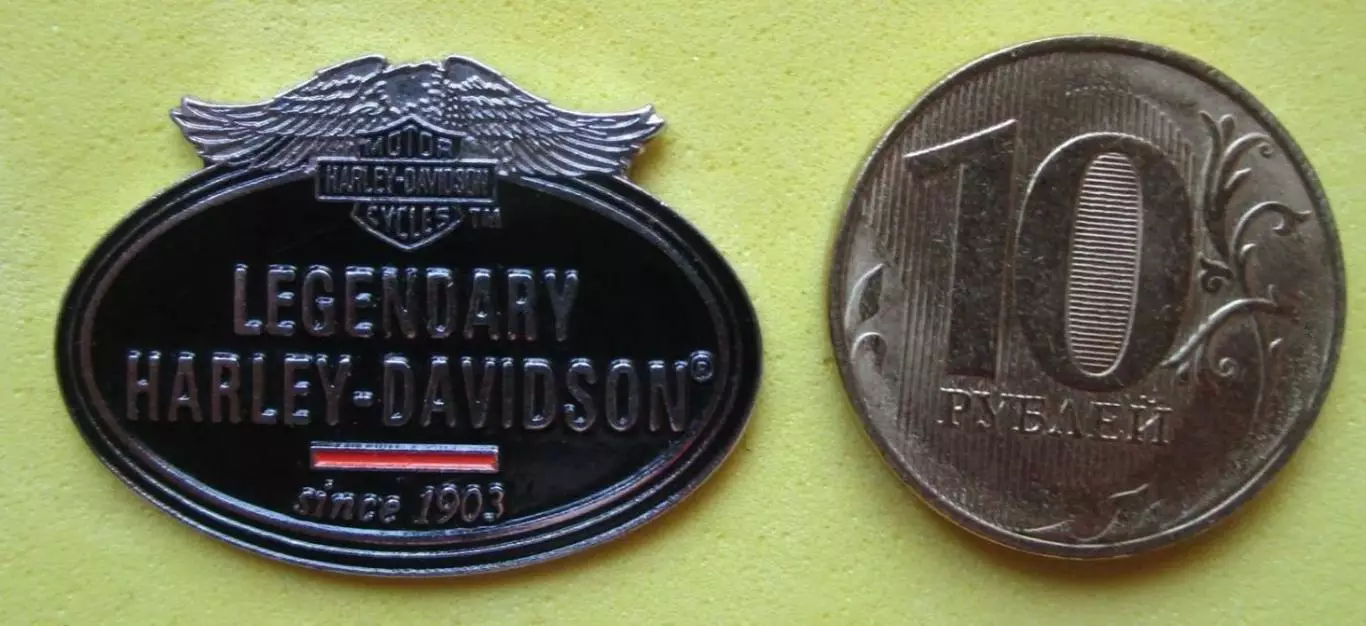 MOTOR
HARLEY-DAVIDSON
CYCLES TM
LEGENDARY
HARLEY-DAVIDSON®
since 1903
10
РУБЛЕЙ